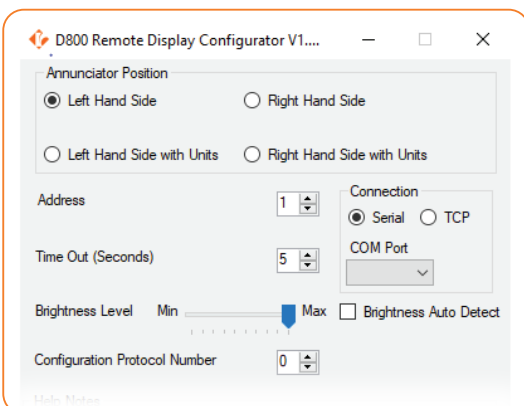 D800 Remote Display Configurator V1....
Annunciator Position
Left Hand Side Right Hand Side
Left Hand Side with Units Right Hand Side with Units
Address 1 Connection
Serial TCP
Time Out (Seconds) 5 COM Port
Brightness Level Min Max Brightness Auto Detect
Configuration Protocol Number 0
Help Notes